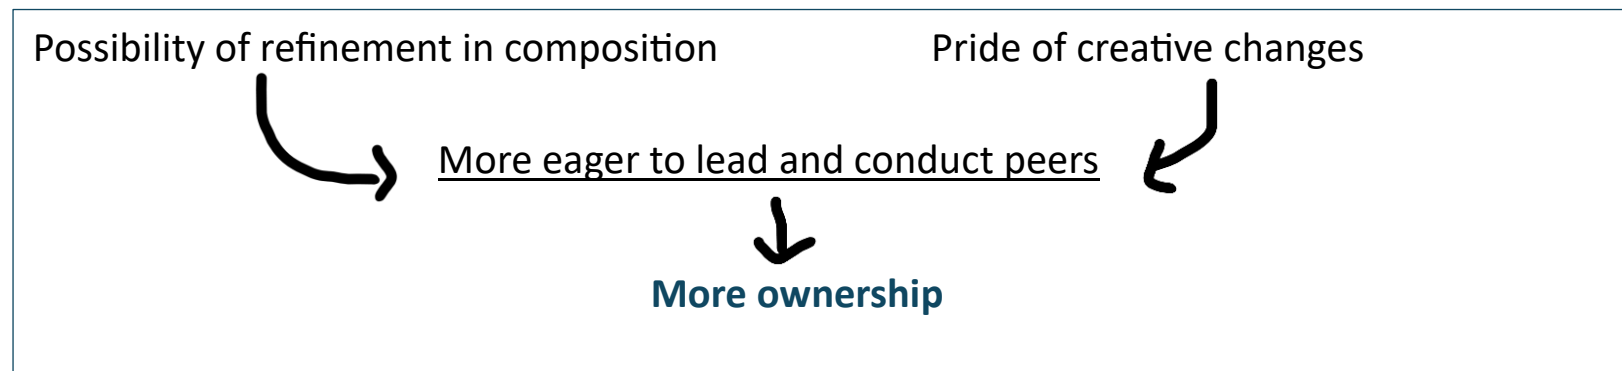 Possibility of refinement in composition
Pride of creative changes
More eager to lead and conduct peers
More ownership